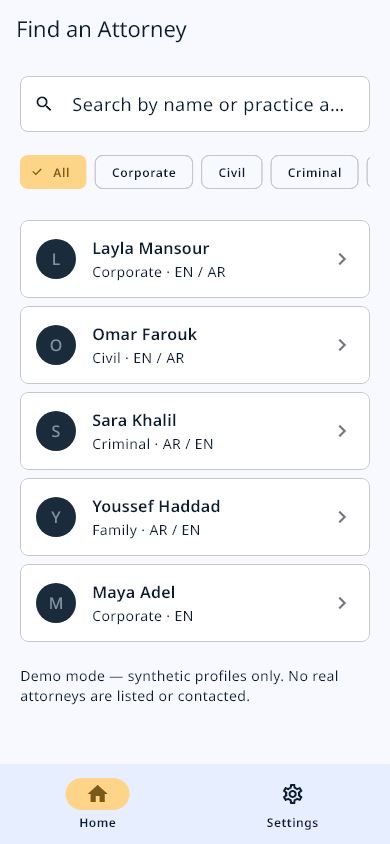 Find an Attorney
Search by name or practice a...
All
Corporate
Civil
Criminal
L
Layla Mansour
Corporate · EN / AR
O
Omar Farouk
Civil · EN / AR
S
Sara Khalil
Criminal · AR / EN
Y
Youssef Haddad
Family · AR / EN
M
Maya Adel
Corporate · EN
Demo mode — synthetic profiles only. No real
attorneys are listed or contacted.
Home
Settings